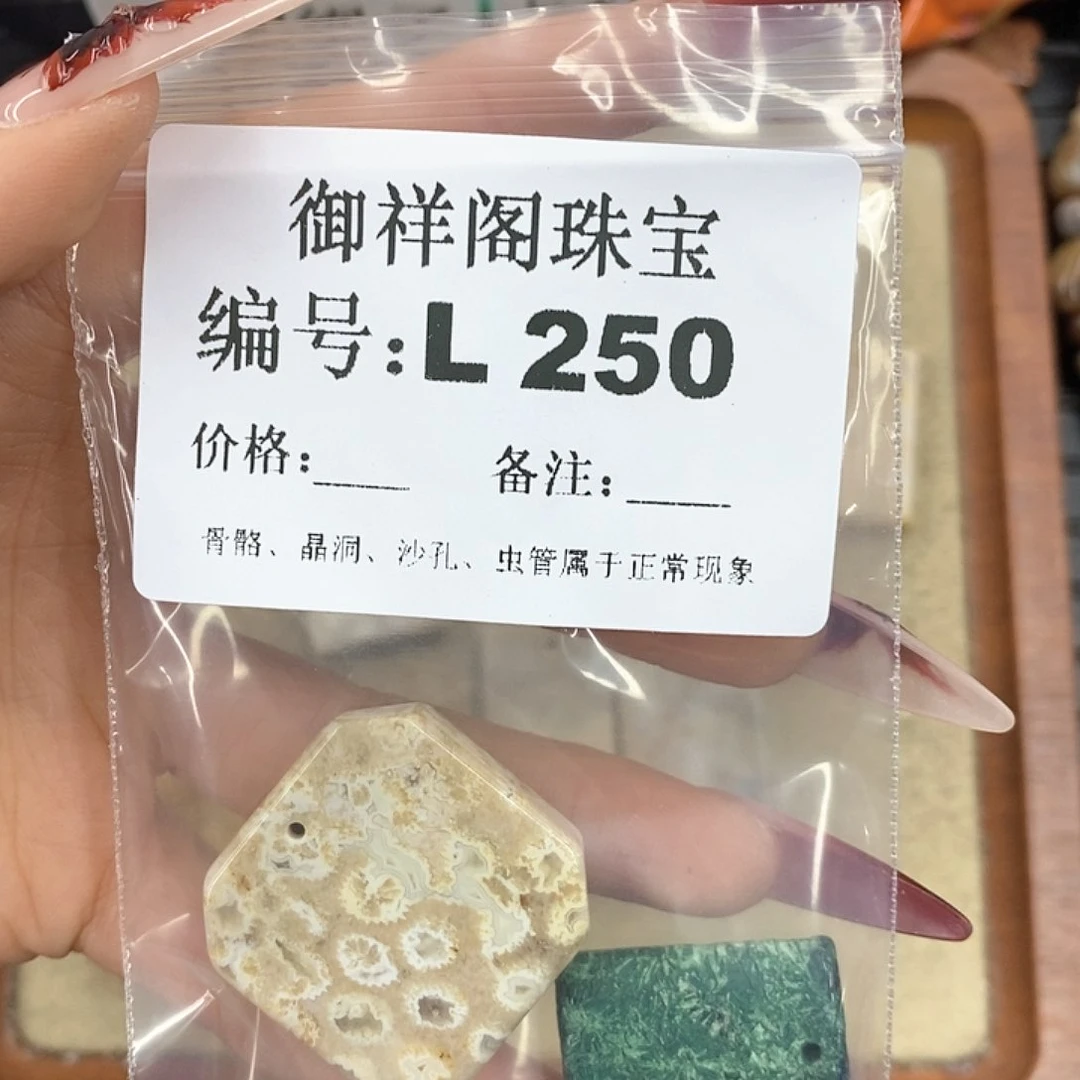 御祥阁珠宝
编号:L 250
价格:____ 备注:____
骨骼、晶洞、沙孔、虫管属于正常现象